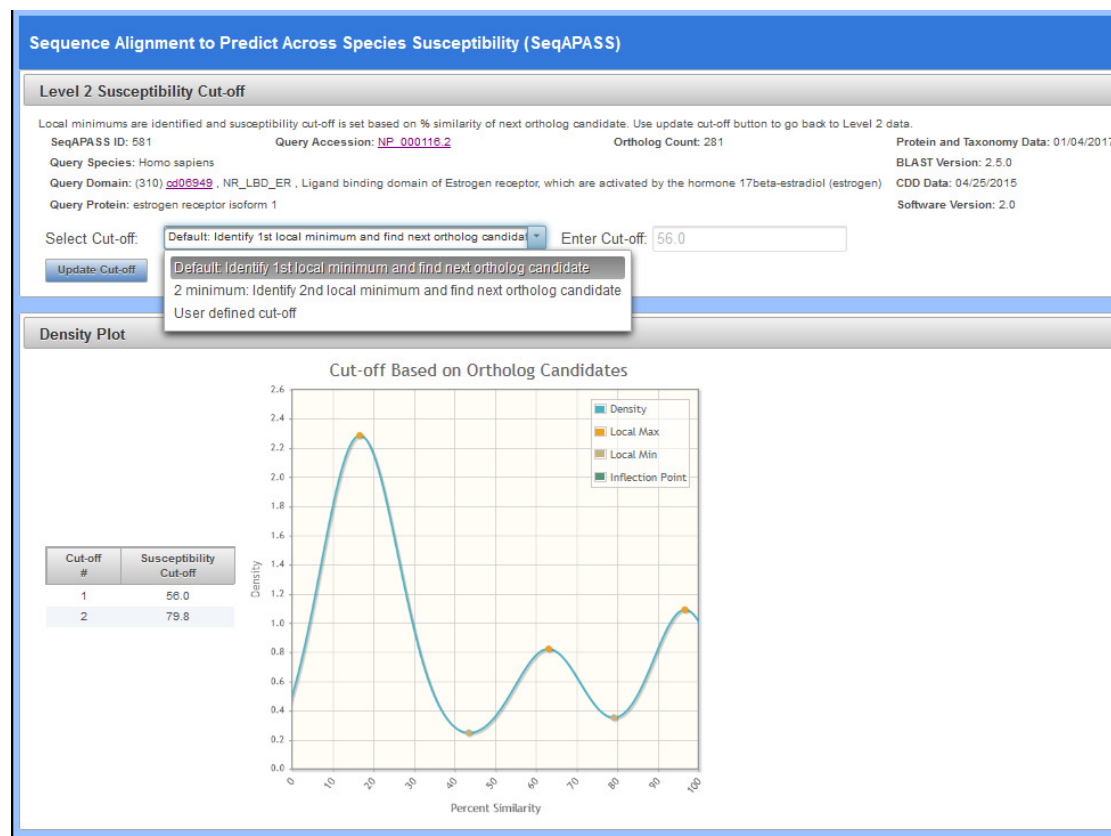 Sequence Alignment to Predict Across Species Susceptibility (SeqAPASS)
Level 2 Susceptibility Cut-off
Local minimums are identified and susceptibility cut-off is set based on % similarity of next ortholog candidate. Use update cut-off button to go back to Level 2 data.
SeqAPASS ID: 581 Query Accession: NP_000116.2 Ortholog Count: 281 Protein and Taxonomy Data: 01/04/2017
Query Species: Homo sapiens BLAST Version: 2.5.0
Query Domain: (310) cd06949 , NR_LBD_ER , Ligand binding domain of Estrogen receptor, which are activated by the hormone 17beta-estradiol (estrogen) CDD Data: 04/25/2015
Query Protein: estrogen receptor isoform 1 Software Version: 2.0
Select Cut-off: Default: Identify 1st local minimum and find next ortholog candidat Enter Cut-off: 56.0
Update Cut-off
Default: Identify 1st local minimum and find next ortholog candidate
2 minimum: Identify 2nd local minimum and find next ortholog candidate
User defined cut-off
Density Plot
Cut-off Based on Ortholog Candidates
Density
Local Max
Local Min
Inflection Point
2.6
2.4
2.2
2.0
1.8
1.6
1.4
1.2
1.0
0.8
0.6
0.4
0.2
0.0
Density
0 10 20 30 40 50 60 70 80 90 100
Percent Similarity
Cut-off # Susceptibility Cut-off
1 56.0
2 79.8